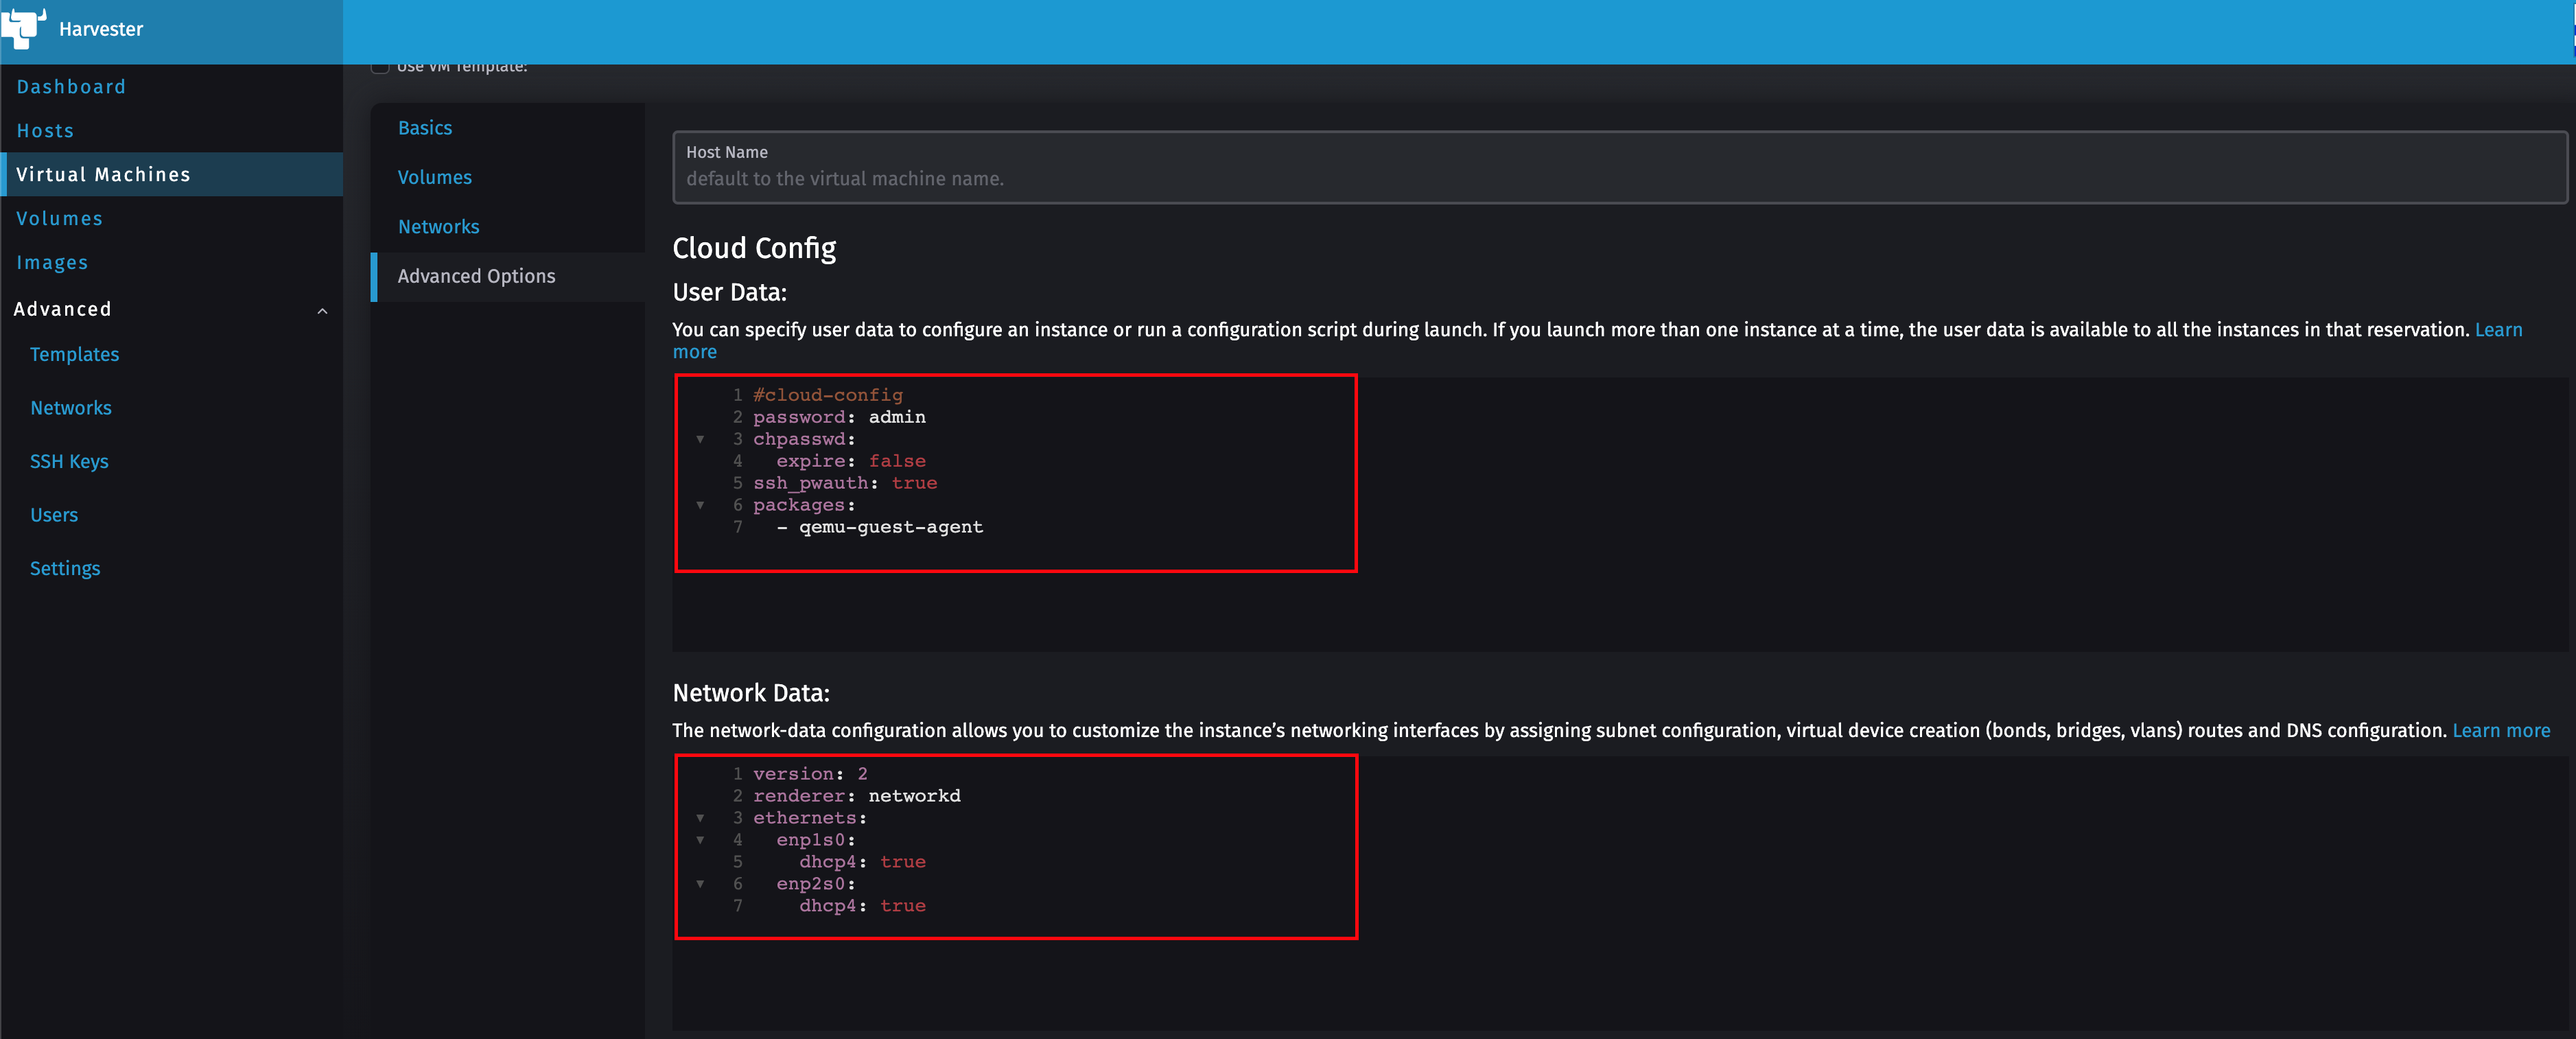 Harvester
Use VM Template:
Dashboard
Hosts
Virtual Machines
Volumes
Images
Advanced
Templates
Networks
SSH Keys
Users
Settings
Basics
Volumes
Networks
Advanced Options
Host Name
default to the virtual machine name.
Cloud Config
User Data:
You can specify user data to configure an instance or run a configuration script during launch. If you launch more than one instance at a time, the user data is available to all the instances in that reservation. Learn
more
1 #cloud-config
2 password: admin
3 chpasswd:
4   expire: false
5 ssh_pwauth: true
6 packages:
7   - qemu-guest-agent
Network Data:
The network-data configuration allows you to customize the instance’s networking interfaces by assigning subnet configuration, virtual device creation (bonds, bridges, vlans) routes and DNS configuration. Learn more
1 version: 2
2 renderer: networkd
3 ethernets:
4   enp1s0:
5     dhcp4: true
6   enp2s0:
7     dhcp4: true